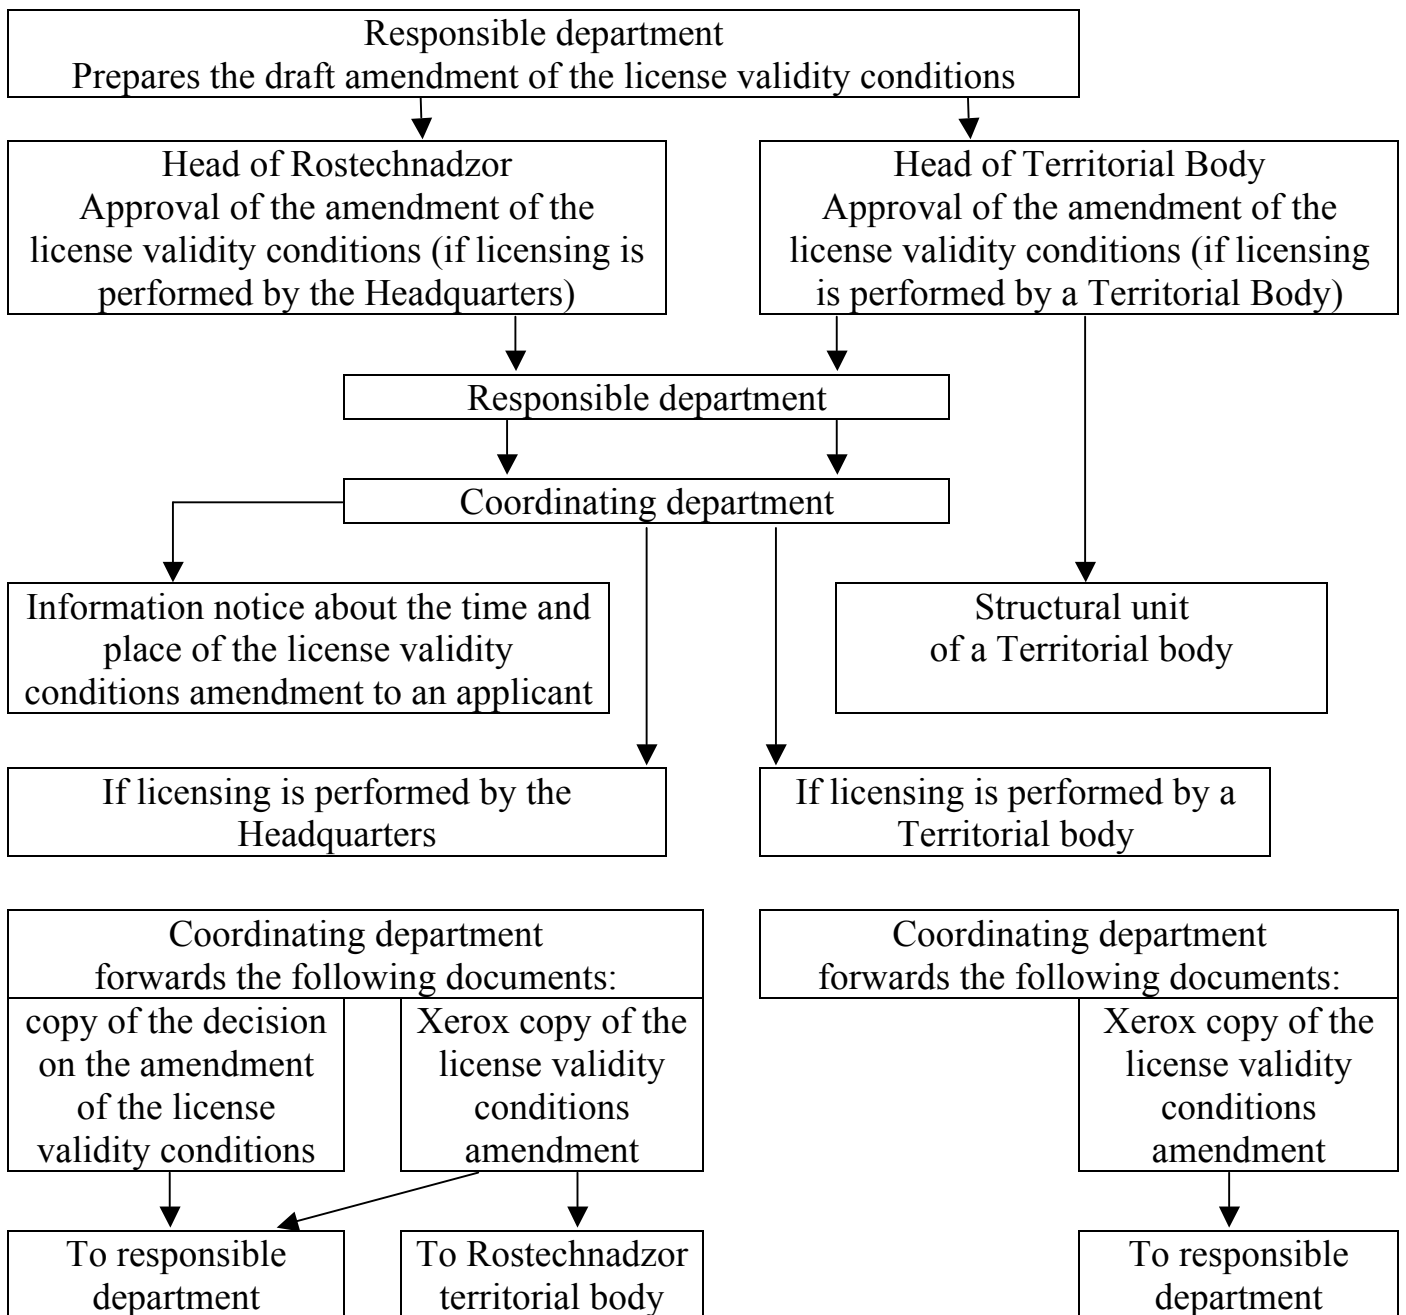 Responsible department
Prepares the draft amendment of the license validity conditions
Head of Rostechnadzor
Approval of the amendment of the
license validity conditions (if licensing is
performed by the Headquarters)
Head of Territorial Body
Approval of the amendment of the
license validity conditions (if licensing
is performed by a Territorial Body)
Responsible department
Coordinating department
Information notice about the time and
place of the license validity
conditions amendment to an applicant
Structural unit
of a Territorial body
If licensing is performed by the
Headquarters
If licensing is performed by a
Territorial body
Coordinating department
forwards the following documents:
copy of the decision
on the amendment
of the license
validity conditions
Xerox copy of the
license validity
conditions
amendment
To responsible
department
To Rostechnadzor
territorial body
Coordinating department
forwards the following documents:
Xerox copy of the
license validity
conditions
amendment
To responsible
department